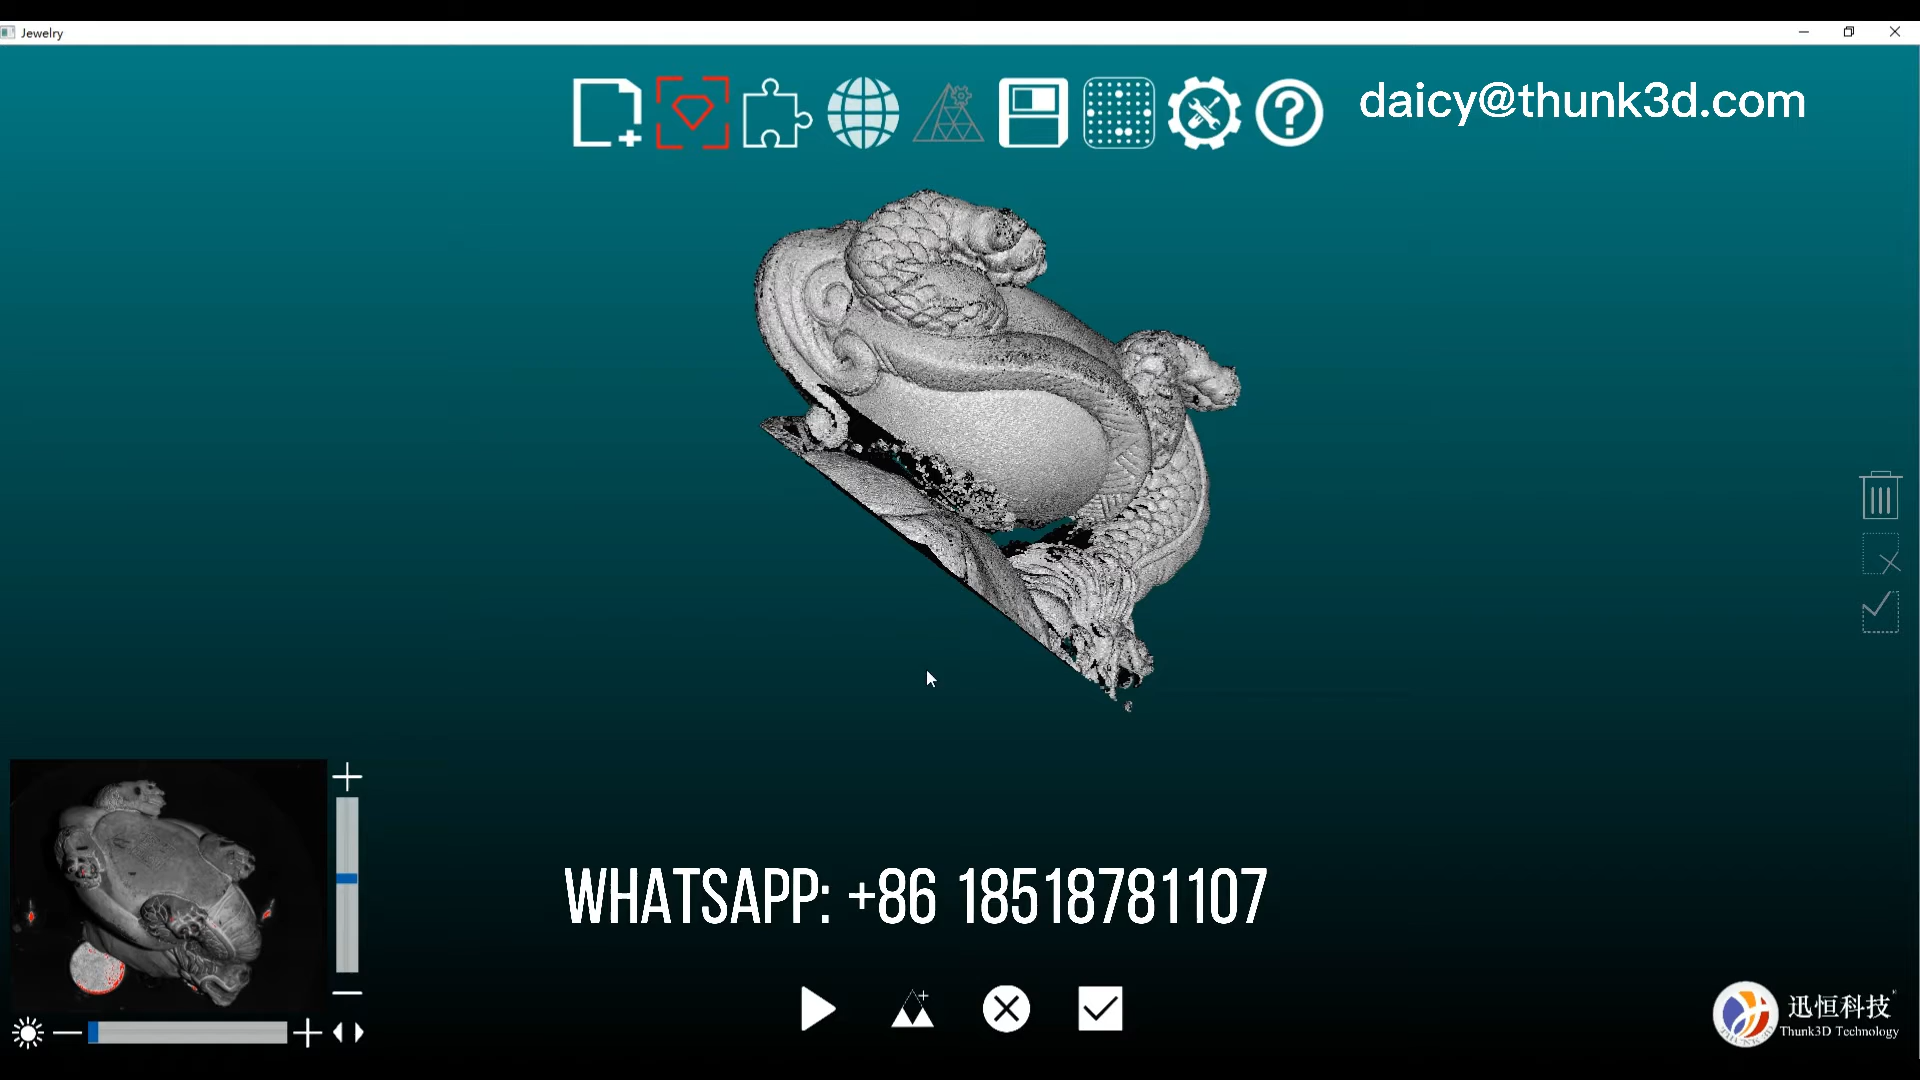 Jewelry
daicy@thunk3d.com
WHATSAPP: +86 18518781107
迅恒科技
Thunk3D Technology